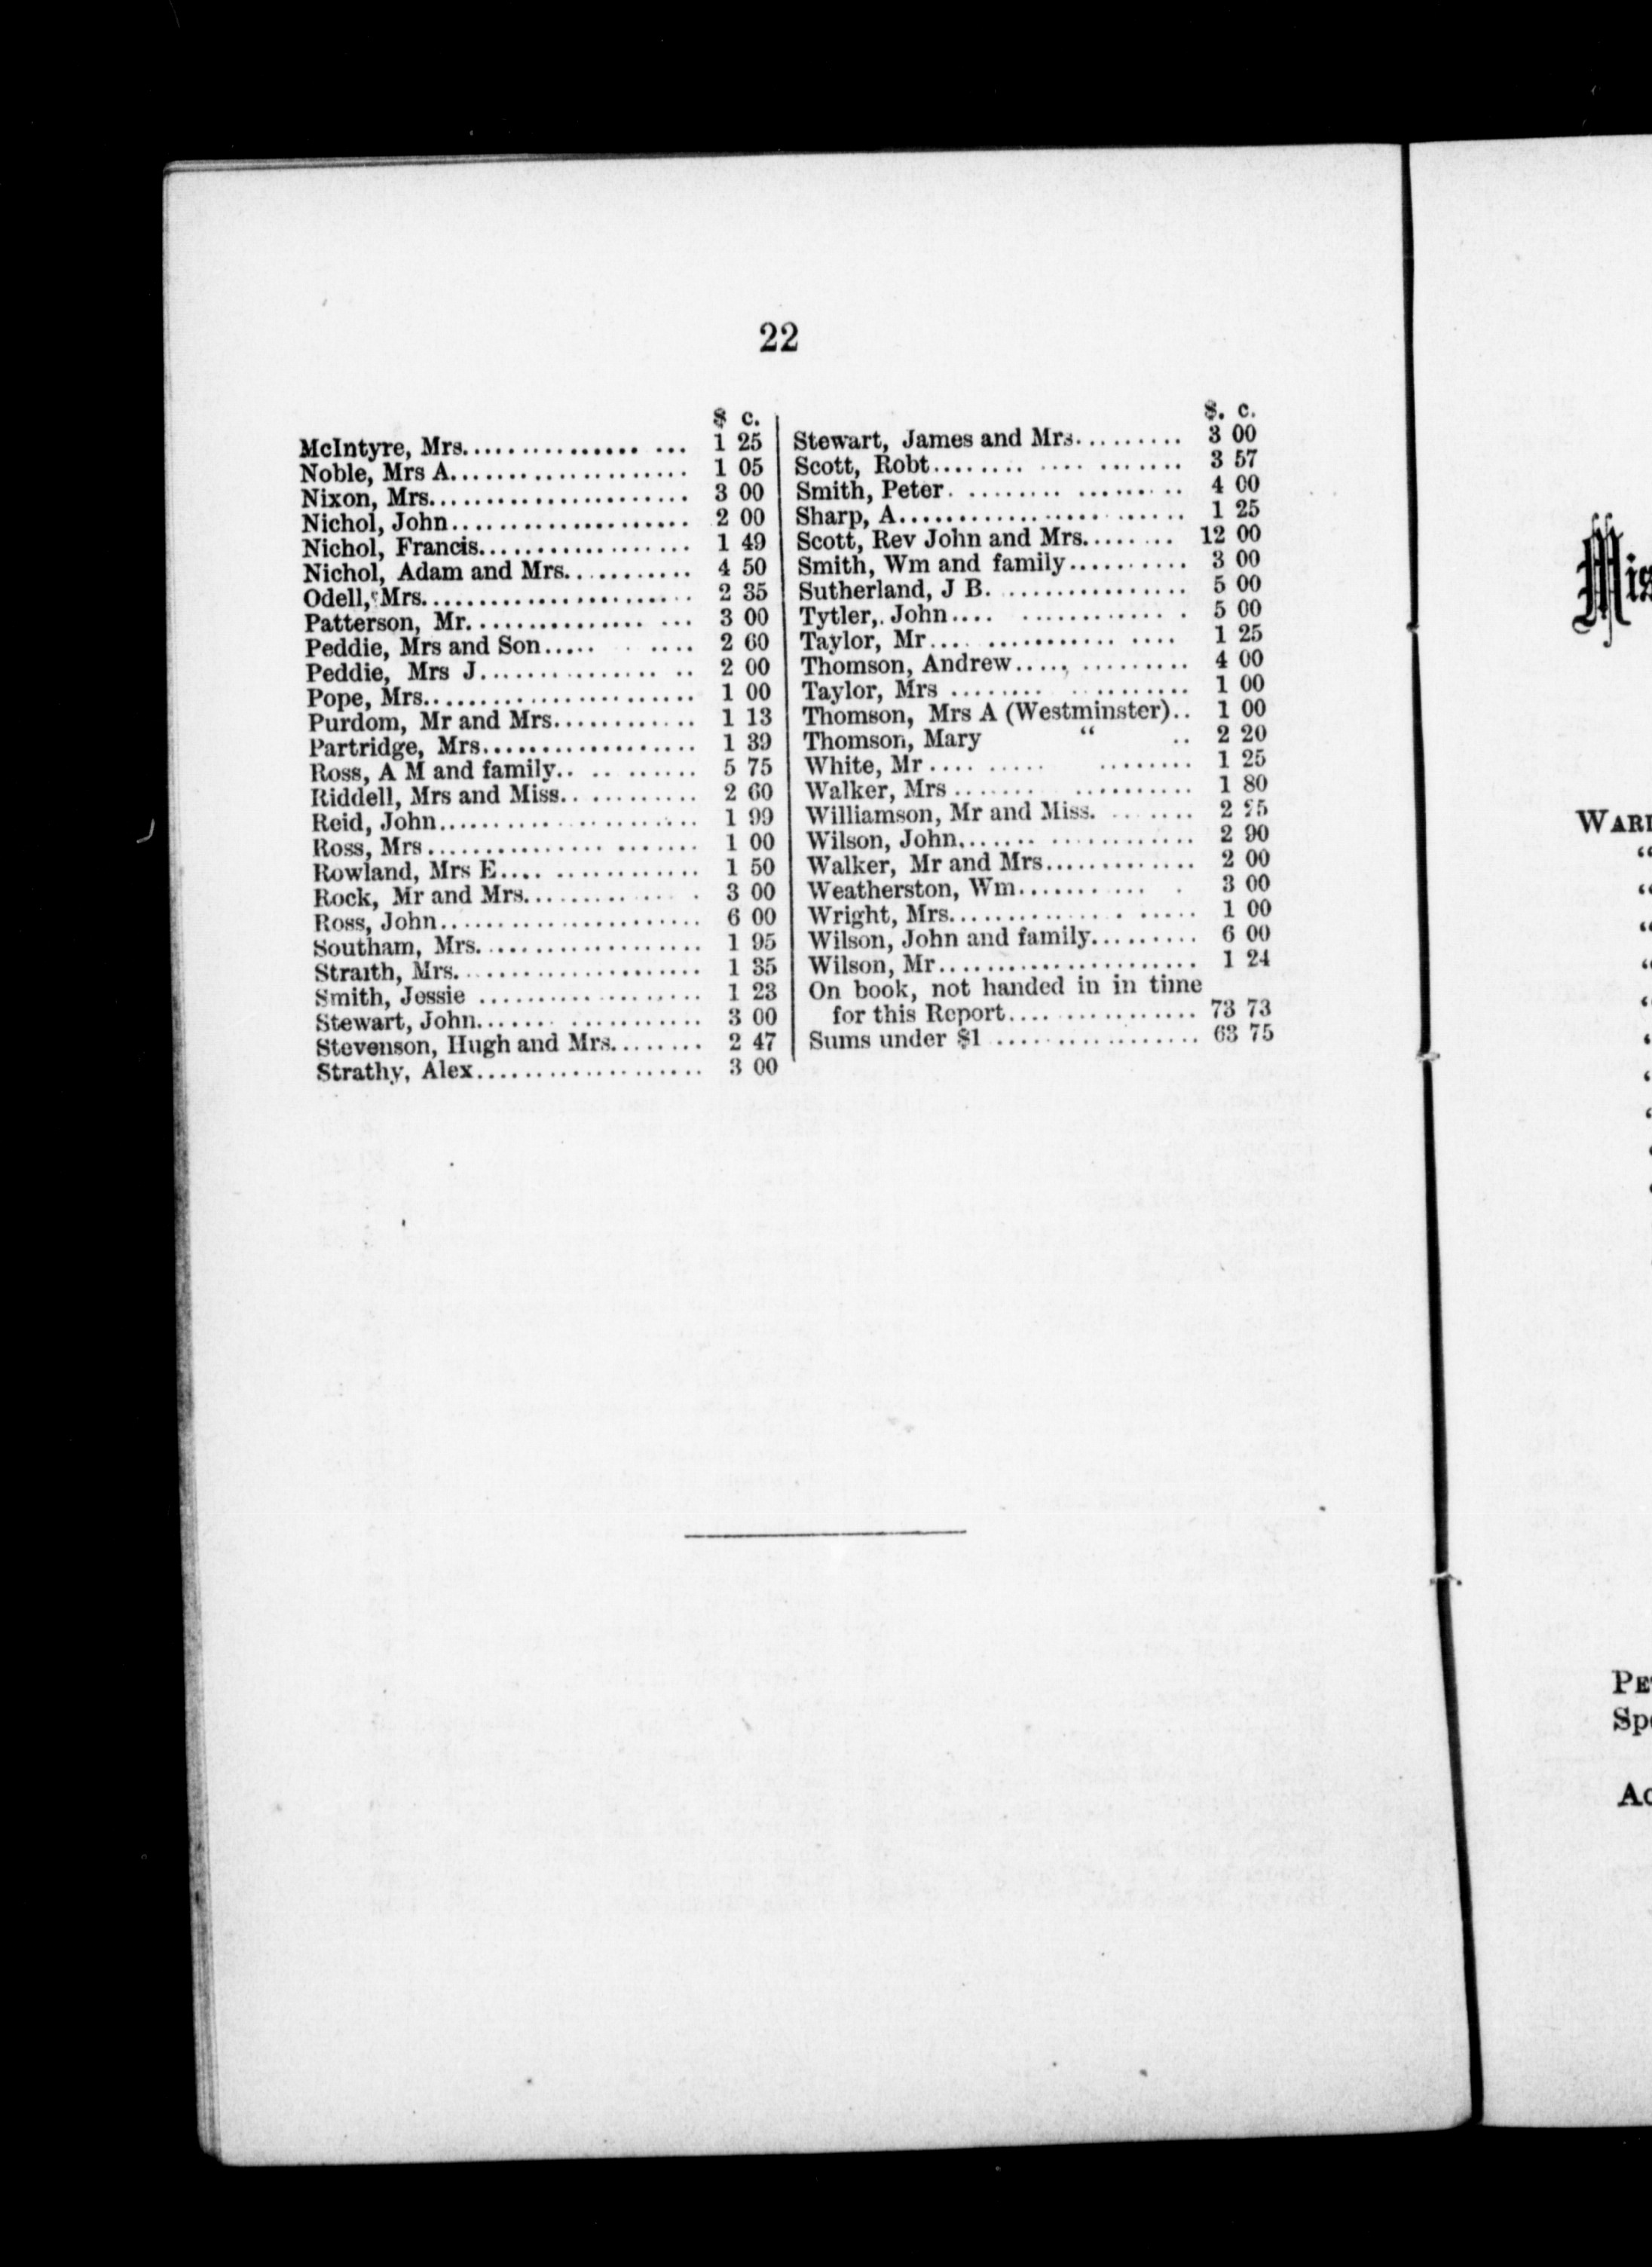 22
$ c.
McIntyre, Mrs................ ... 1 25
Noble, Mrs A..................... 1 05
Nixon, Mrs....................... 3 00
Nichol, John..................... 2 00
Nichol, Francis.................. 1 49
Nichol, Adam and Mrs............ 4 50
Odell, Mrs........................ 2 35
Patterson, Mr................ ... 3 00
Peddie, Mrs and Son..... .... 2 60
Peddie, Mrs J................ .. 2 00
Pope, Mrs........................ 1 00
Purdom, Mr and Mrs............. 1 13
Partridge, Mrs................... 1 39
Ross, A M and family.. .. ....... 5 75
Riddell, Mrs and Miss............ 2 60
Reid, John....................... 1 99
Ross, Mrs ............... ....... 1 00
Rowland, Mrs E.... ............. 1 50
Rock, Mr and Mrs............. . 3 00
Ross, John....................... 6 00
Southam, Mrs.................... 1 95
Straith, Mrs...................... 1 35
Smith, Jessie ................... 1 23
Stewart, John....... ............ 3 00
Stevenson, Hugh and Mrs........ 2 47
Strathy, Alex.................... 3 00
$. c.
Stewart, James and Mrs......... 3 00
Scott, Robt........ .... ....... 3 57
Smith, Peter. ......... ......... 4 00
Sharp, A......................... 1 25
Scott, Rev John and Mrs........ 12 00
Smith, Wm and family.......... 3 00
Sutherland, J B. ................ 5 00
Tytler,. John.... ............. . 5 00
Taylor, Mr.... ............ .... 1 25
Thomson, Andrew..... ......... 4 00
Taylor, Mrs ........ .......... 1 00
Thomson, Mrs A (Westminster).. 1 00
Thomson, Mary “ .. 2 20
White, Mr .... ..... ........ 1 25
Walker, Mrs ....... .......... 1 80
Williamson, Mr and Miss. ....... 2
Wilson, John....... ............ 2 90
Walker, Mr and Mrs............. 2 00
Weatherston, Wm........... . 3 00
Wright, Mrs.............. ..... 1 00
Wilson, John and family......... 6 00
Wilson, Mr...................... 1 24
On book, not handed in in time
for this Report................ 73 73
Sums under $1 .................. 63 75
Mis
WARD
“
“
“
“
“
PE
Sp
Ac